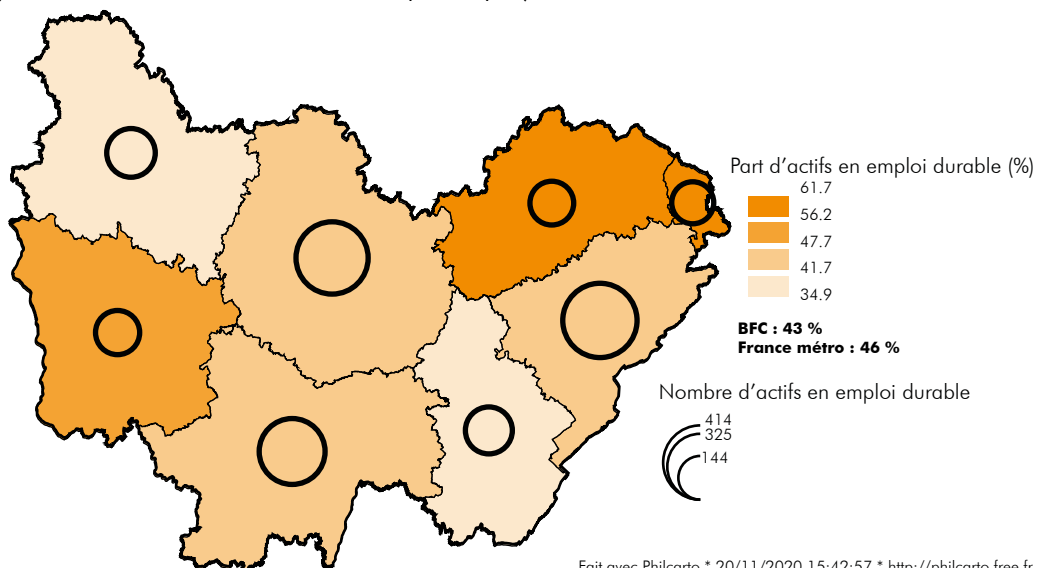 Part d'actifs en emploi durable (%)
61.7
56.2
47.7
41.7
34.9
BFC : 43 %
France métro : 46 %
Nombre d'actifs en emploi durable
414
325
144
Fait avec Philcarto * 20/11/2020 15:42:57 * http://philcarto.free.fr